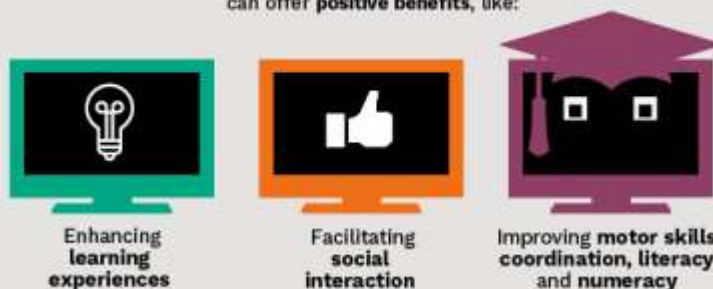 can offer positive benefits, like:
Enhancing
learning
experiences
Facilitating
social
interaction
Improving motor skills
coordination, literacy
and numeracy